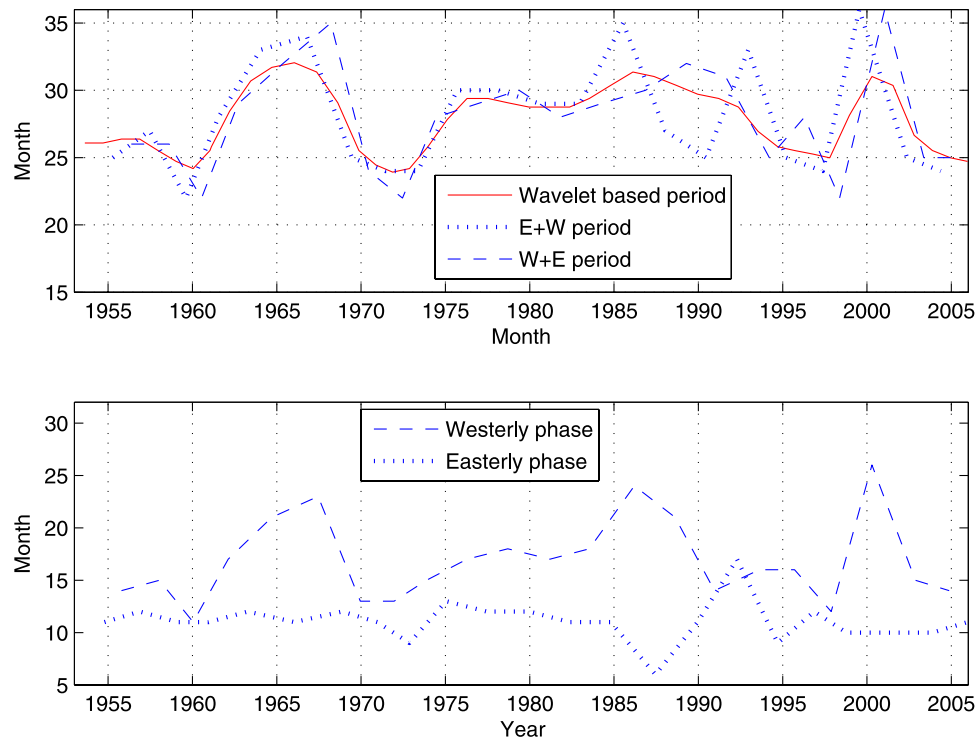 35
30
25
20
15
Month
Wavelet based period
E+W period
W+E period
1955 1960 1965 1970 1975 1980 1985 1990 1995 2000 2005
Month
30
25
20
15
10
5
Month
Westerly phase
Easterly phase
1955 1960 1965 1970 1975 1980 1985 1990 1995 2000 2005
Year